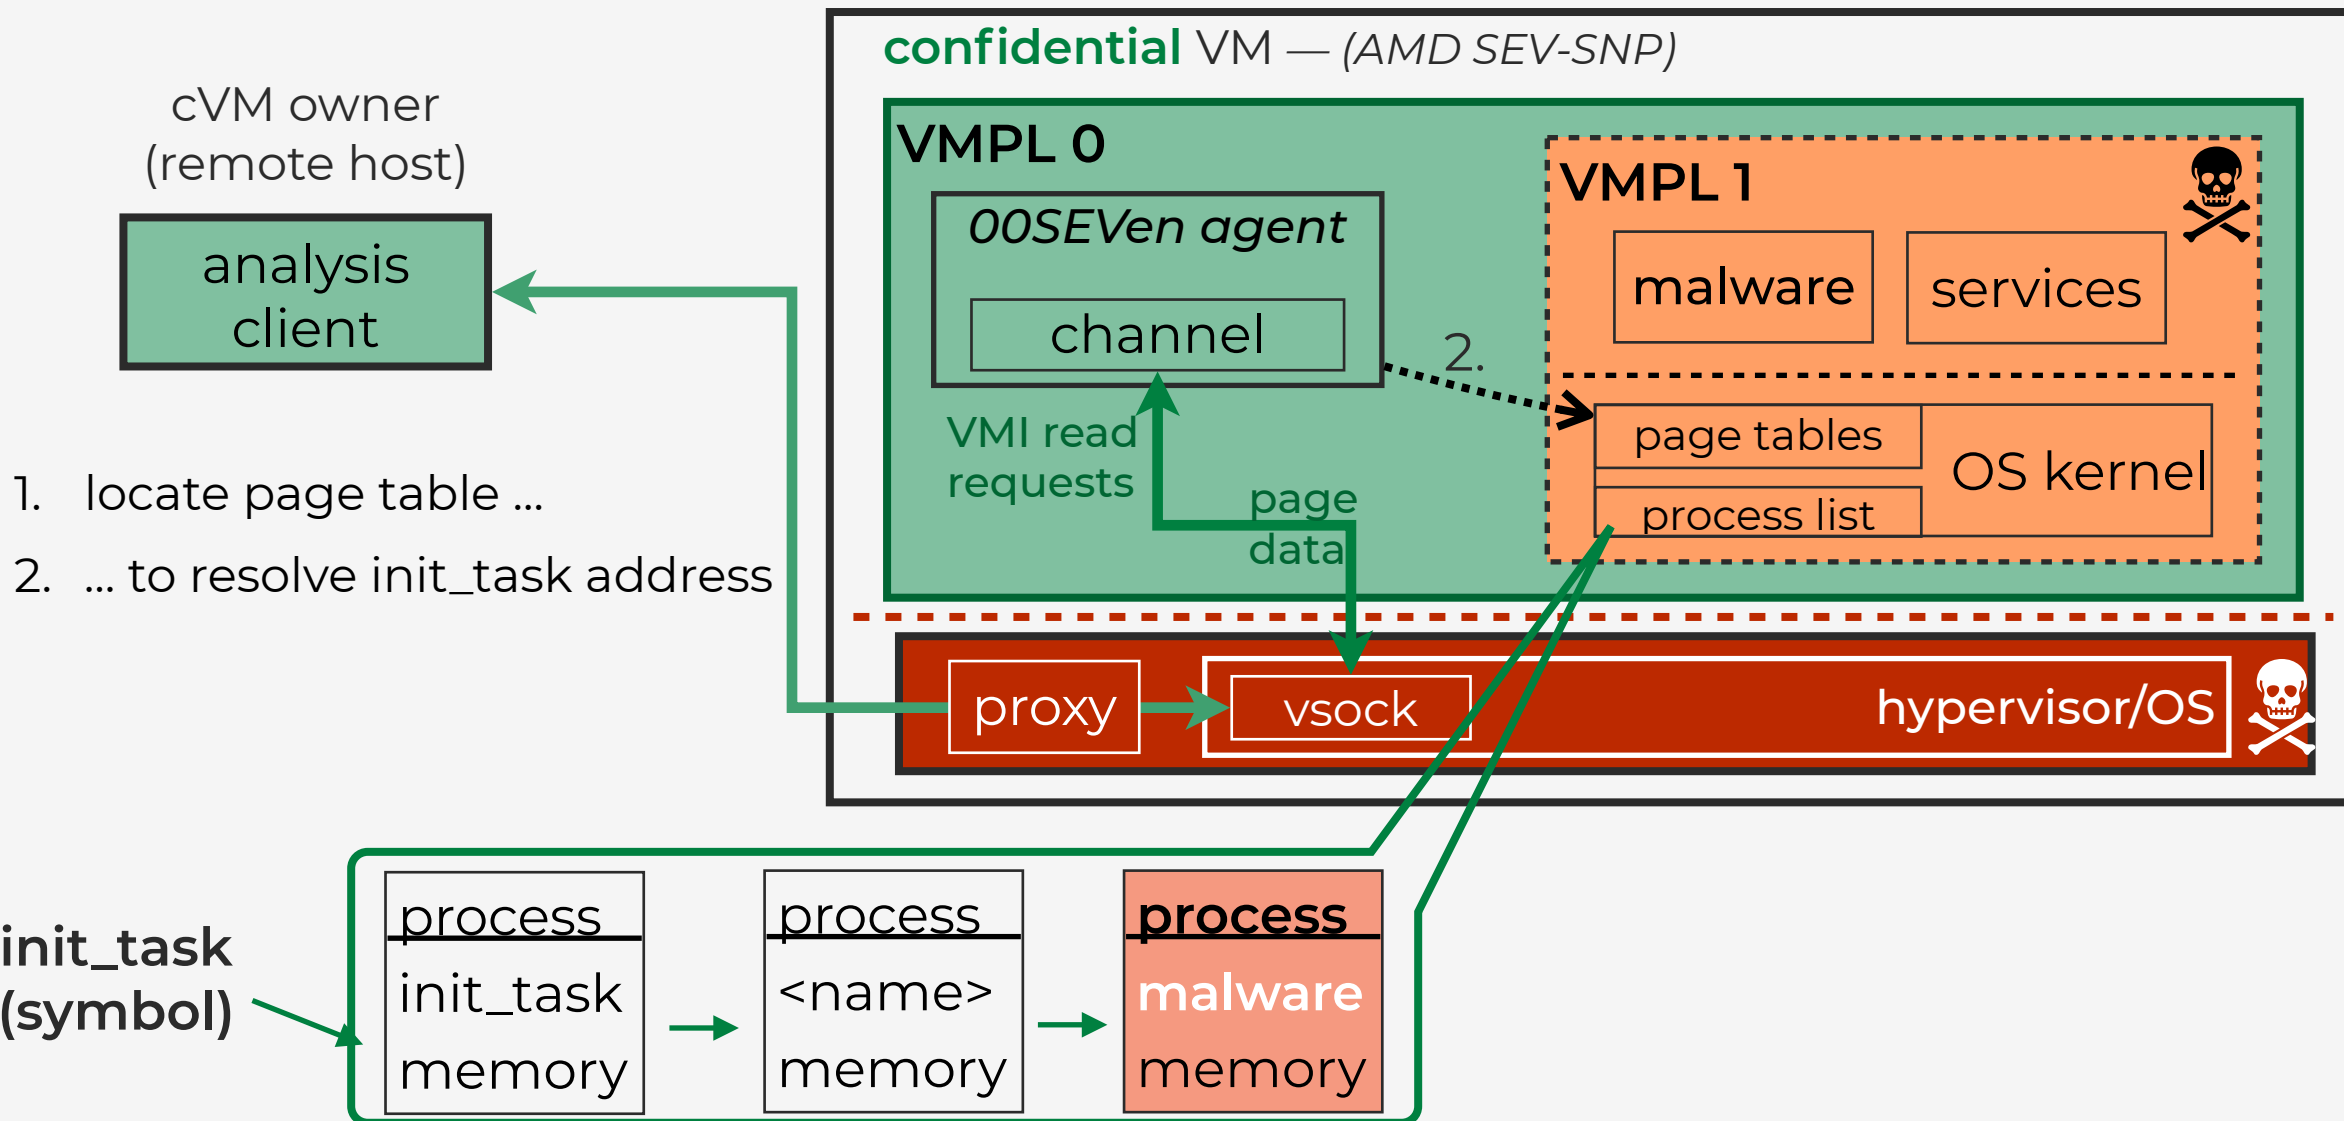 confidential VM — (AMD SEV-SNP)
cVM owner
(remote host)
analysis
client
VMPL 0
00SEVen agent
channel
VMI read
requests
page
data
2.
VMPL 1
malware
services
page tables
process list
OS kernel
1. locate page table ...
2. ... to resolve init_task address
proxy
vsock
hypervisor/OS
init_task
(symbol)
process
init_task
memory
process
<name>
memory
process
malware
memory